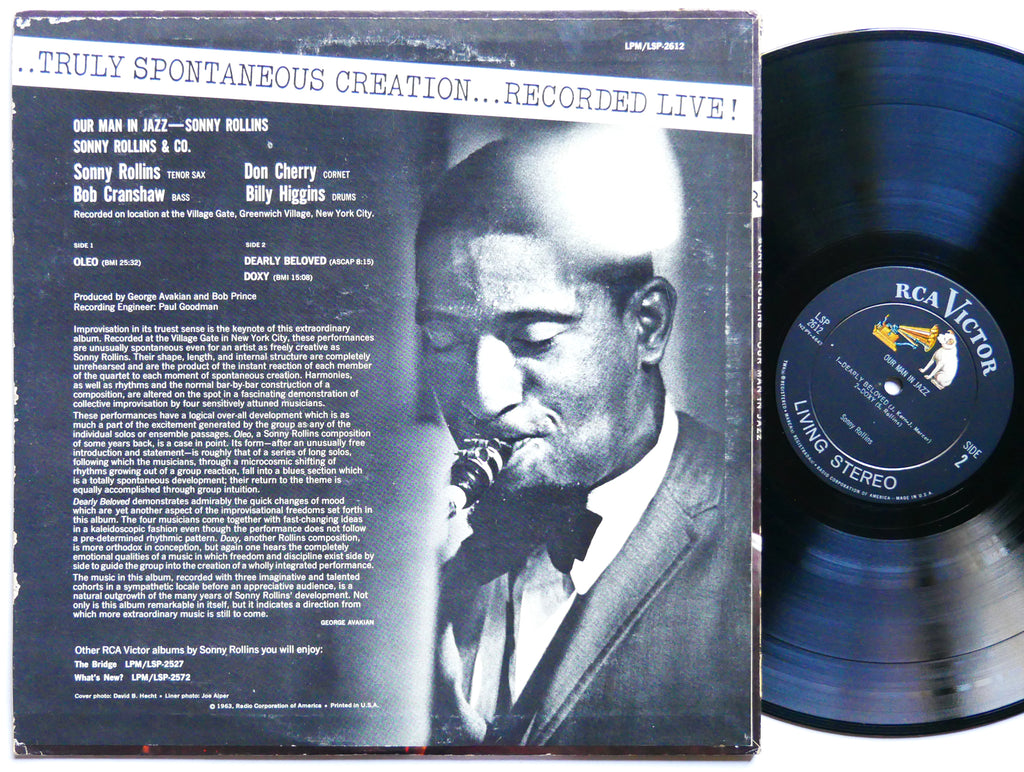 LPM/LSP-2612
..TRULY SPONTANEOUS CREATION...RECORDED LIVE!
OUR MAN IN JAZZ—SONNY ROLLINS
SONNY ROLLINS & CO.
Sonny Rollins TENOR SAX Don Cherry CORNET
Bob Cranshaw BASS Billy Higgins DRUMS
Recorded on location at the Village Gate, Greenwich Village, New York City.
SIDE 1 SIDE 2
OLEO (BMI 25:32) DEARLY BELOVED (ASCAP 8:15)
DOXY (BMI 15:08)
Produced by George Avakian and Bob Prince
Recording Engineer: Paul Goodman
Improvisation in its truest sense is the keynote of this extraordinary
album. Recorded at the Village Gate in New York City, these performances
are unusually spontaneous even for an artist as freely creative as
Sonny Rollins. Their shape, length, and internal structure are completely
unrehearsed and are the product of the instant reaction of each member
of the quartet to each moment of spontaneous creation. Harmonies,
as well as rhythms and the normal bar-by-bar construction of a
composition, are altered on the spot in a fascinating demonstration of
collective improvisation by four sensitively attuned musicians.
These performances have a logical over-all development which is as
much a part of the excitement generated by the group as any of the
individual solos or ensemble passages. Oleo, a Sonny Rollins composition
of some years back, is a case in point. Its form—after an unusually free
introduction and statement—is roughly that of a series of long solos,
following which the musicians, through a microcosmic shifting of
rhythms growing out of a group reaction, fall into a blues section which
is a totally spontaneous development; their return to the theme is
equally accomplished through group intuition.
Dearly Beloved demonstrates admirably the quick changes of mood
which are yet another aspect of the improvisational freedoms set forth in
this album. The four musicians come together with fast-changing ideas
in a kaleidoscopic fashion even though the performance does not follow
a pre-determined rhythmic pattern. Doxy, another Rollins composition,
is more orthodox in conception, but again one hears the completely
emotional qualities of a music in which freedom and discipline exist side by
side to guide the group into the creation of a wholly integrated performance.
The music in this album, recorded with three imaginative and talented
cohorts in a sympathetic locale before an appreciative audience, is a
natural outgrowth of the many years of Sonny Rollins' development. Not
only is this album remarkable in itself, but it indicates a direction from
which more extraordinary music is still to come.
GEORGE AVAKIAN
Other RCA Victor albums by Sonny Rollins you will enjoy:
The Bridge LPM/LSP-2527
What's New? LPM/LSP-2572
Cover photo: David B. Hecht • Liner photo: Joe Alper
© 1963, Radio Corporation of America • Printed in U.S.A.
RCA VICTOR
LSP
2612
OUR MAN IN JAZZ
1—DEARLY BELOVED (J. Kern-J. Mercer)
2—DOXY (S. Rollins)
Sonny Rollins
SIDE
2
LIVING STEREO
RADIO CORPORATION OF AMERICA—MADE IN U.S.A.